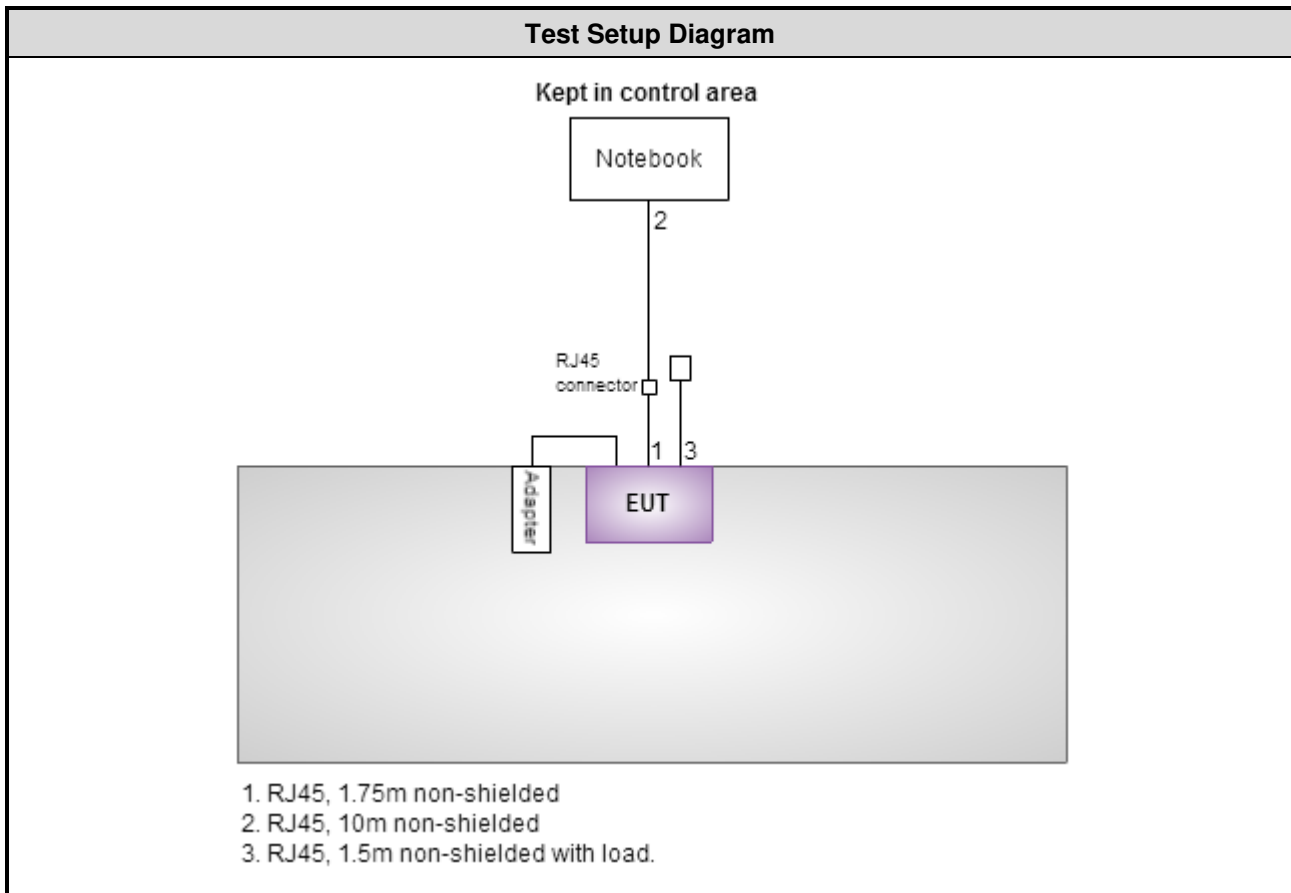 Test Setup Diagram
Kept in control area
Notebook
2
RJ45
connector
1
3
Adapter
EUT
1. RJ45, 1.75m non-shielded
2. RJ45, 10m non-shielded
3. RJ45, 1.5m non-shielded with load.